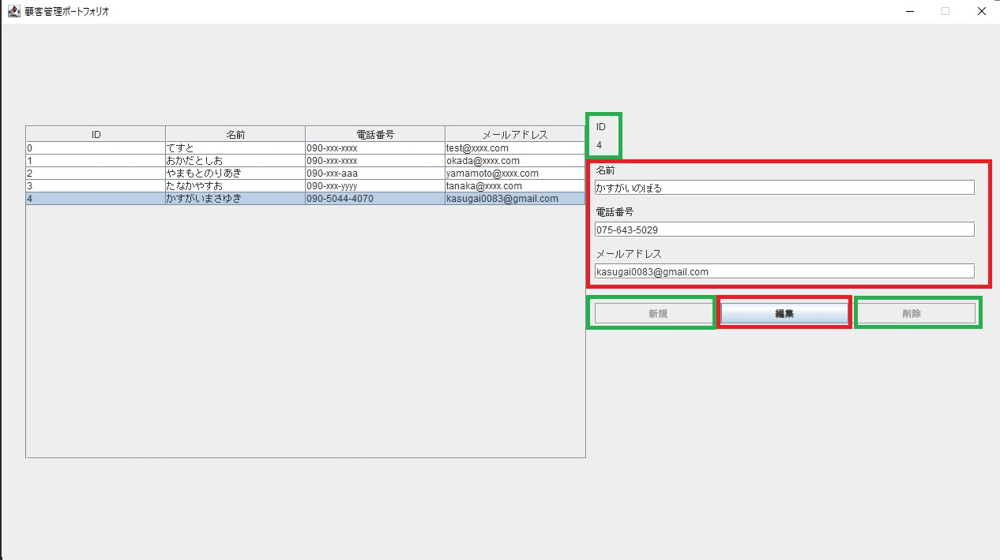 顧客管理ポートフォリオ
ID 名前 電話番号 メールアドレス
0 てすと 090-xxx-xxxx test@xxxx.com
1 おかだとしお 090-xxx-xxxx okada@xxxx.com
2 やまもとのりあき 090-xxx-aaa yamamoto@xxxx.com
3 たなかやすお 090-xxx-yyyy tanaka@xxxx.com
4 かすがいまさゆき 090-5044-4070 kasugai0083@gmail.com
ID
4
名前
かすがいのぼる
電話番号
075-643-5029
メールアドレス
kasugai0083@gmail.com
新規 編集 削除